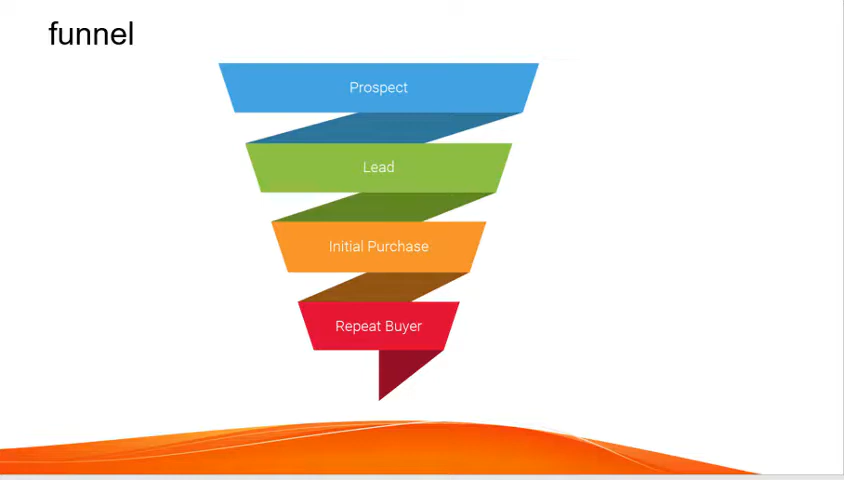 funnel
Prospect
Lead
Initial Purchase
Repeat Buyer